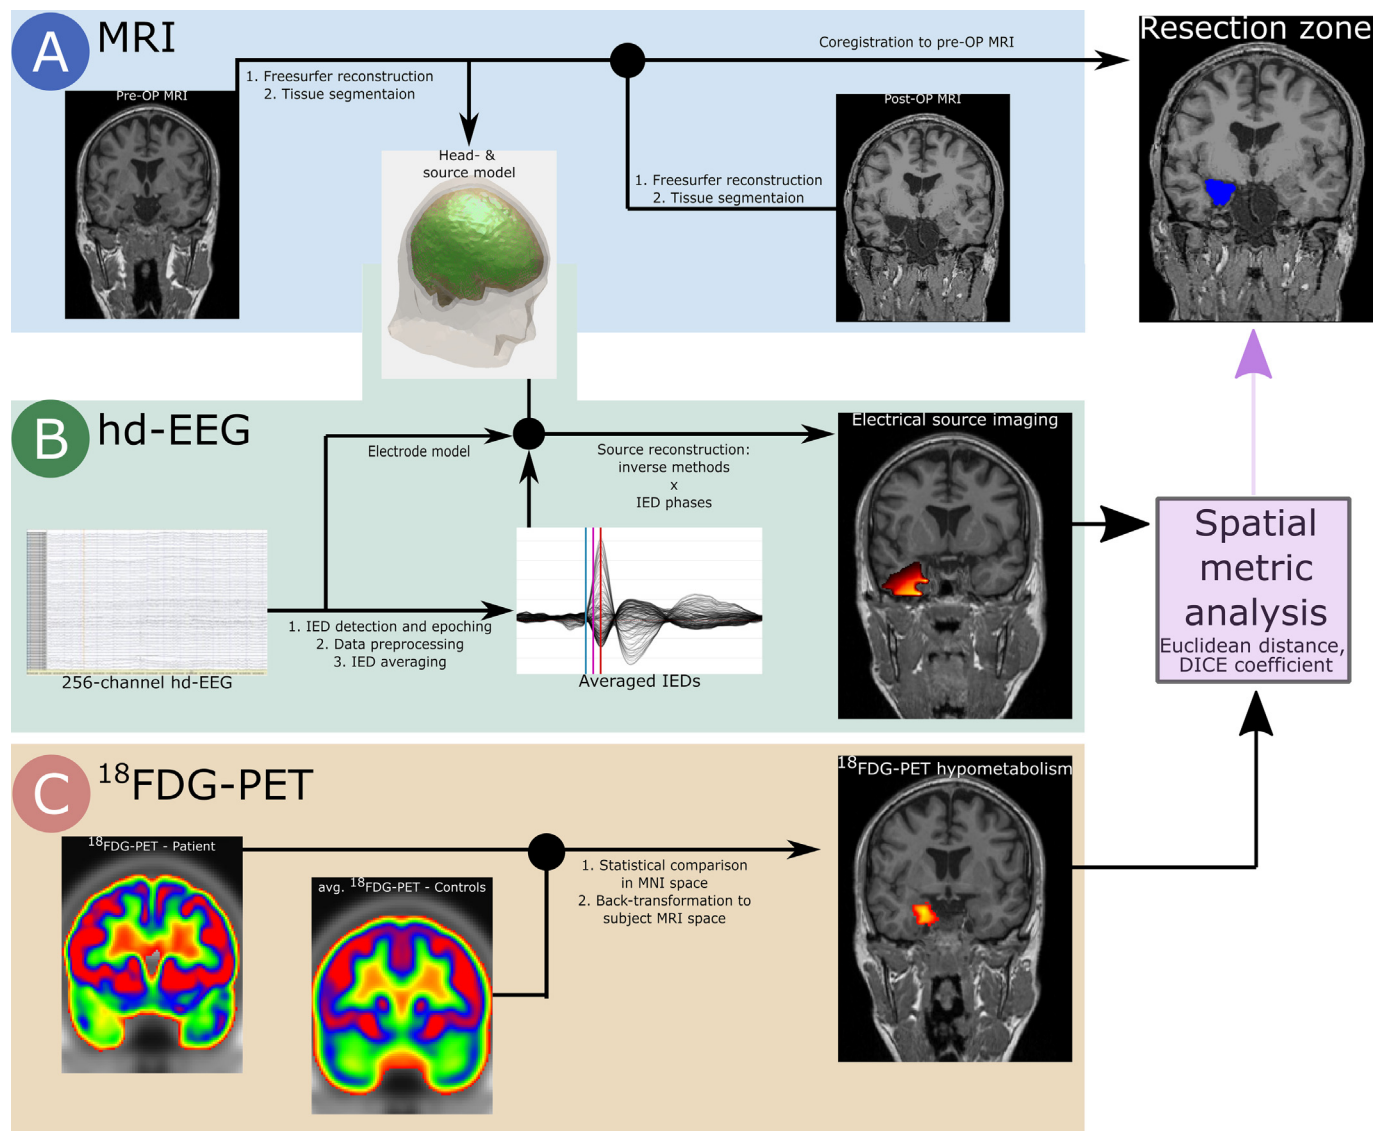 A
MRI
1. Freesurfer reconstruction
2. Tissue segmentaion
Pre-OP MRI
Head- &
source model
Coregistration to pre-OP MRI
Post-OP MRI
1. Freesurfer reconstruction
2. Tissue segmentaion
Resection zone
B
hd-EEG
Electrode model
Source reconstruction:
inverse methods
x
IED phases
1. IED detection and epoching
2. Data preprocessing
3. IED averaging
256-channel hd-EEG
Averaged IEDs
Electrical source imaging
Spatial
metric
analysis
Euclidean distance,
DICE coefficient
C
¹⁸FDG-PET
¹⁸FDG-PET - Patient
avg. ¹⁸FDG-PET - Controls
1. Statistical comparison
in MNI space
2. Back-transformation to
subject MRI space
¹⁸FDG-PET hypometabolism